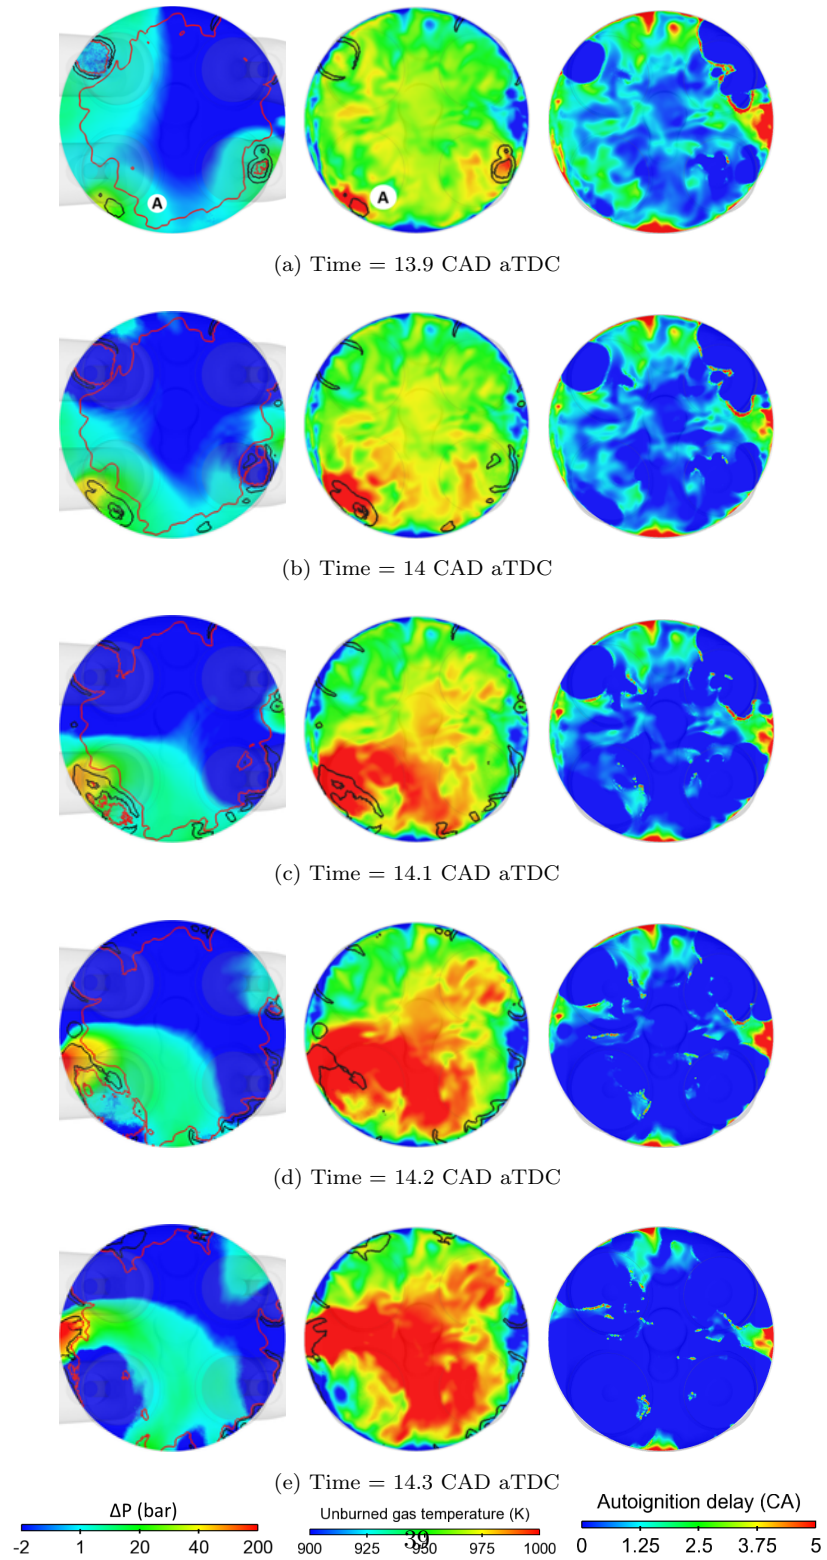 A
A
(a) Time = 13.9 CAD aTDC
(b) Time = 14 CAD aTDC
(c) Time = 14.1 CAD aTDC
(d) Time = 14.2 CAD aTDC
(e) Time = 14.3 CAD aTDC
ΔP (bar)
-2 1 20 40 200
Unburned gas temperature (K)
900 925 950 975 1000
39
Autoignition delay (CA)
0 1.25 2.5 3.75 5